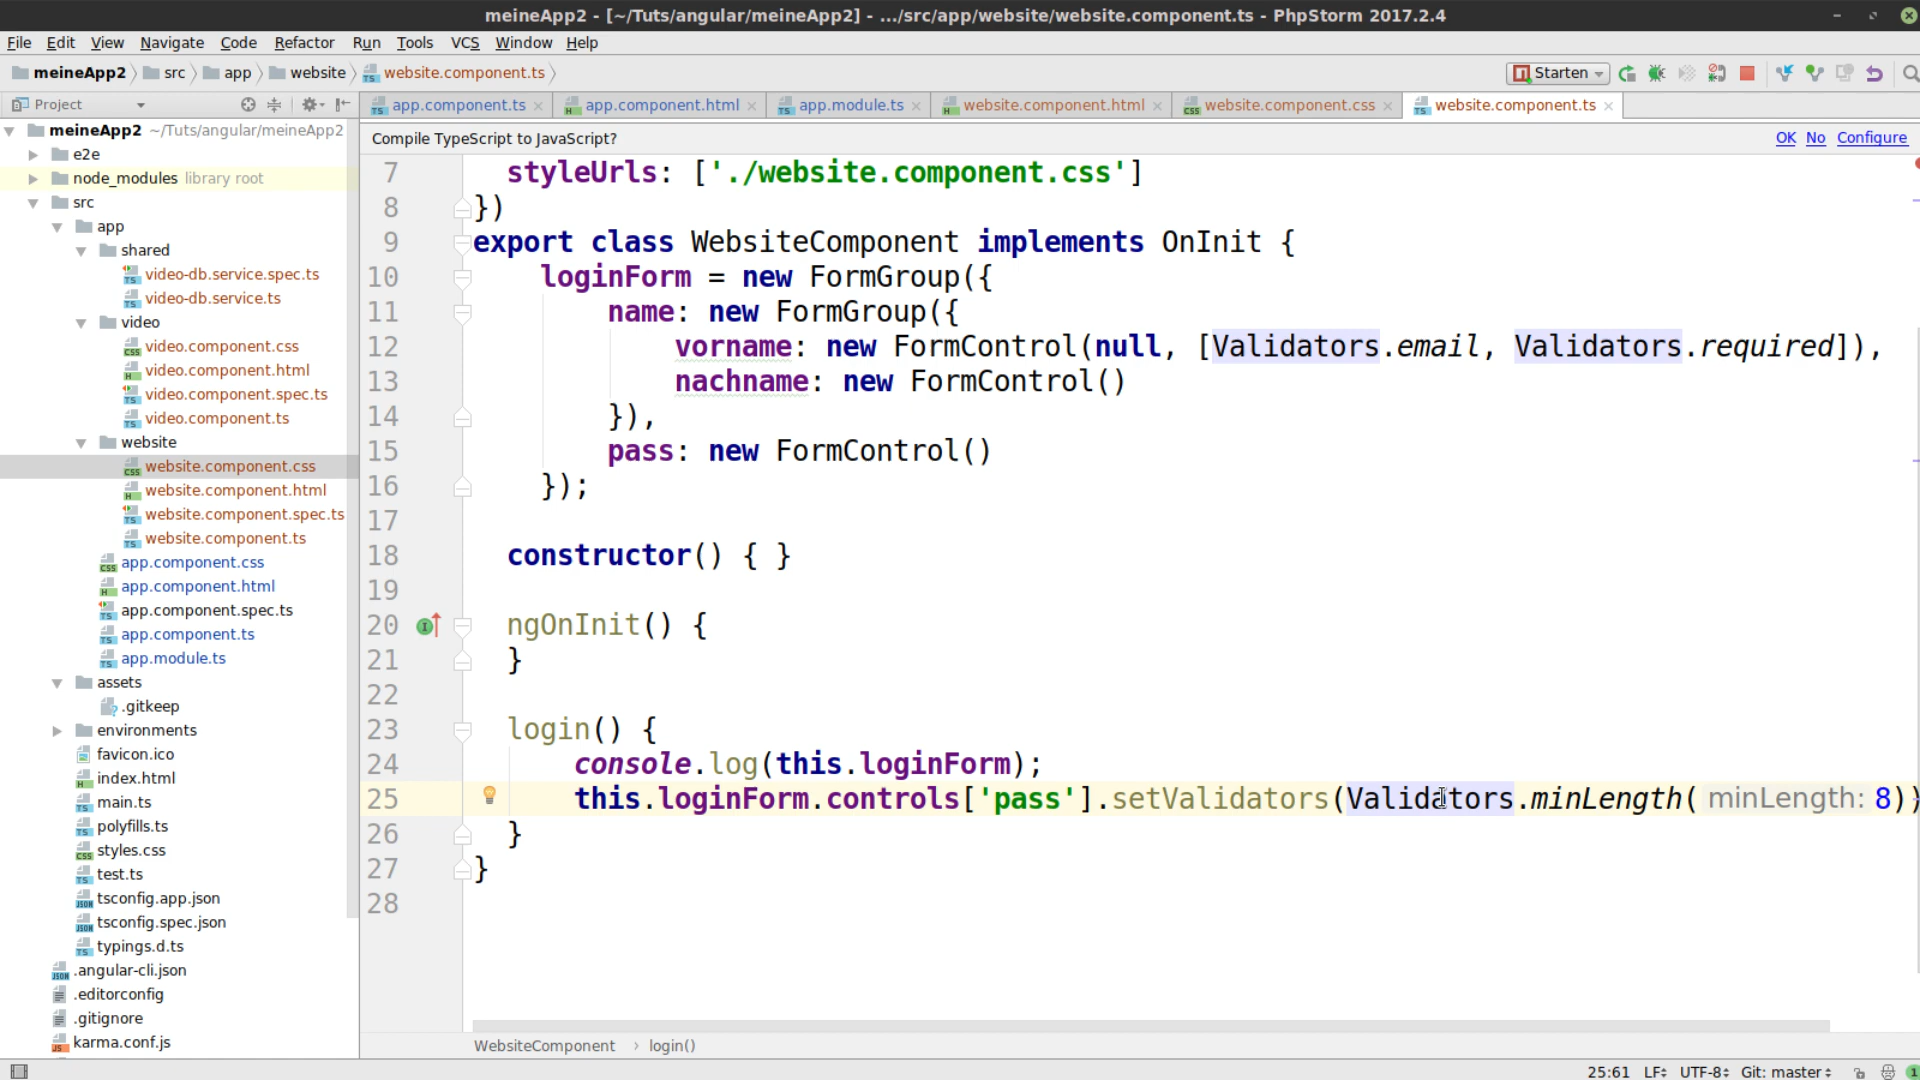 meineApp2 - [~/Tuts/angular/meineApp2] - .../src/app/website/website.component.ts - PhpStorm 2017.2.4
File Edit View Navigate Code Refactor Run Tools VCS Window Help
meineApp2 src app website website.component.ts Starten
Project app.component.ts app.component.html app.module.ts website.component.html website.component.css website.component.ts
Compile TypeScript to JavaScript? OK No Configure
meineApp2 ~/Tuts/angular/meineApp2
e2e
node_modules library root
src
app
shared
video-db.service.spec.ts
video-db.service.ts
video
video.component.css
video.component.html
video.component.spec.ts
video.component.ts
website
website.component.css
website.component.html
website.component.spec.ts
website.component.ts
app.component.css
app.component.html
app.component.spec.ts
app.component.ts
app.module.ts
assets
.gitkeep
environments
favicon.ico
index.html
main.ts
polyfills.ts
styles.css
test.ts
tsconfig.app.json
tsconfig.spec.json
typings.d.ts
.angular-cli.json
.editorconfig
.gitignore
karma.conf.js
7 styleUrls: ['./website.component.css']
8 })
9 export class WebsiteComponent implements OnInit {
10 loginForm = new FormGroup({
11 name: new FormGroup({
12 vorname: new FormControl(null, [Validators.email, Validators.required]),
13 nachname: new FormControl()
14 }),
15 pass: new FormControl()
16 });
17
18 constructor() { }
19
20 ngOnInit() {
21 }
22
23 login() {
24 console.log(this.loginForm);
25 this.loginForm.controls['pass'].setValidators(Validators.minLength( minLength: 8))
26 }
27 }
28
WebsiteComponent › login()
25:61 LF UTF-8 Git: master 1